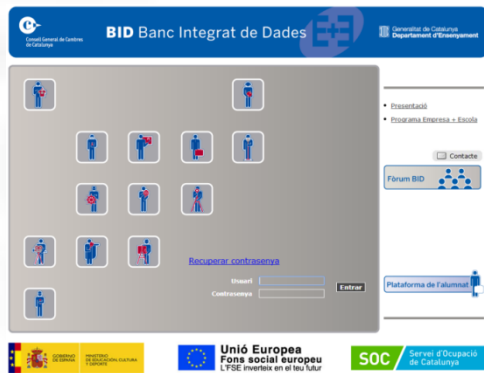 Consell General de Cambres
de Catalunya
BID Banc Integrat de Dades
Generalitat de Catalunya
Departament d'Ensenyament
Presentació
Programa Empresa + Escola
Contacte
Fòrum BID
Recuperar contrasenya
Usuari
Contrasenya
Entrar
Plataforma de l'alumnat
GOBIERNO
DE ESPAÑA
MINISTERIO
DE EDUCACIÓN, CULTURA
Y DEPORTE
Unió Europea
Fons social europeu
L'FSE inverteix en el teu futur
SOC
Servei d'Ocupació
de Catalunya